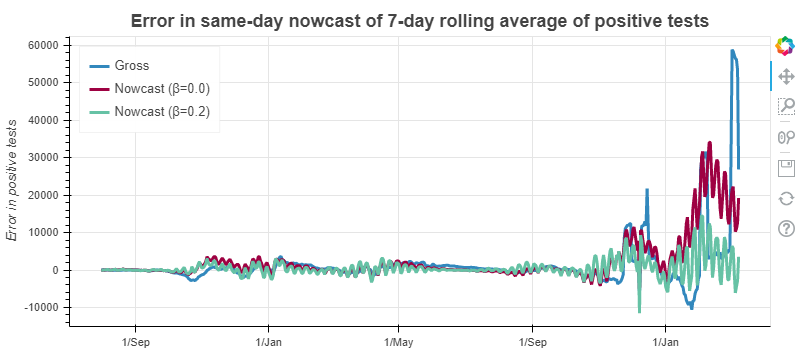 Error in same-day nowcast of 7-day rolling average of positive tests
Error in positive tests
60000
50000
40000
30000
20000
10000
0
-10000
Gross
Nowcast (β=0.0)
Nowcast (β=0.2)
1/Sep
1/Jan
1/May
1/Sep
1/Jan